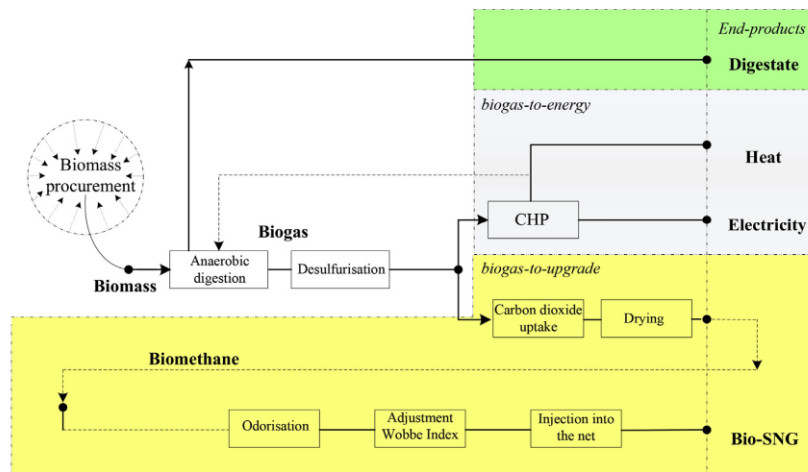 End-products
Digestate
biogas-to-energy
Biomass
procurement
Heat
CHP
Electricity
Biogas
Anaerobic
digestion
Desulfurisation
Biomass
biogas-to-upgrade
Carbon dioxide
uptake
Drying
Biomethane
Odorisation
Adjustment
Wobbe Index
Injection into
the net
Bio-SNG